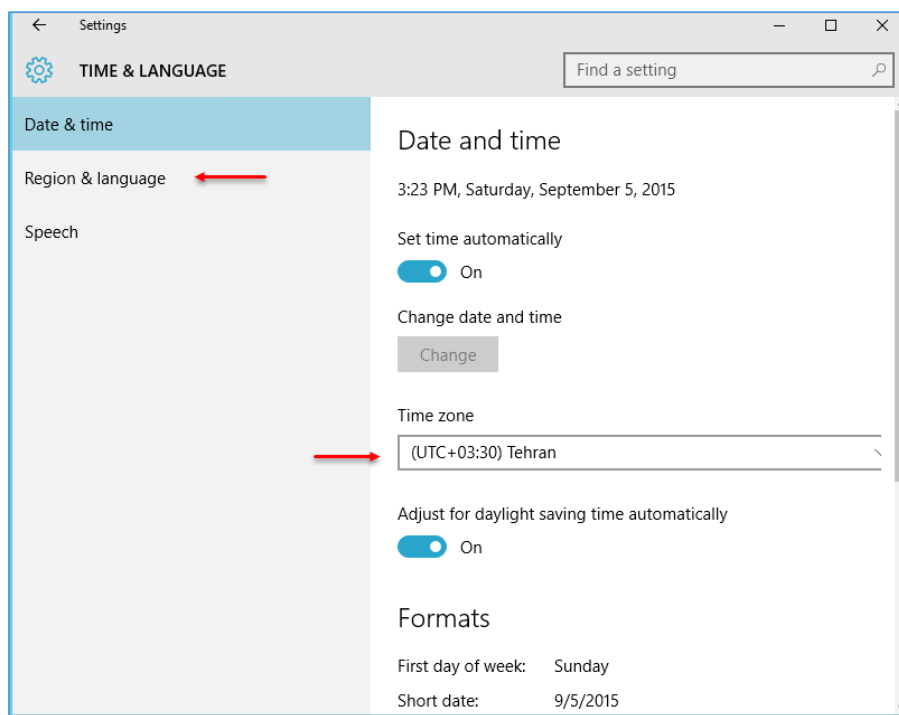 Settings
TIME & LANGUAGE
Find a setting
Date & time
Region & language
Speech
Date and time
3:23 PM, Saturday, September 5, 2015
Set time automatically
On
Change date and time
Change
Time zone
(UTC+03:30) Tehran
Adjust for daylight saving time automatically
On
Formats
First day of week: Sunday
Short date: 9/5/2015